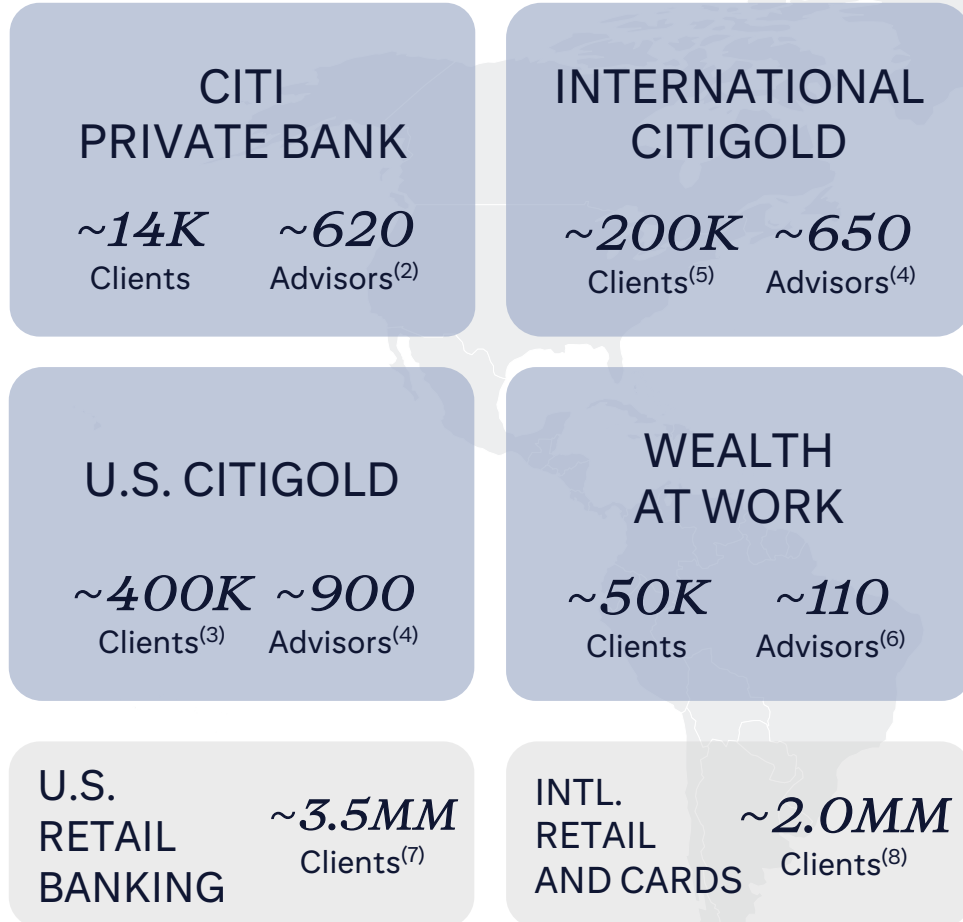 CITI
PRIVATE BANK
~14K ~620
Clients Advisors(2)
INTERNATIONAL
CITIGOLD
~200K ~650
Clients(5) Advisors(4)
U.S. CITIGOLD
~400K ~900
Clients(3) Advisors(4)
WEALTH
AT WORK
~50K ~110
Clients Advisors(6)
U.S.
RETAIL
BANKING
~3.5MM
Clients(7)
INTL.
RETAIL
AND CARDS
~2.0MM
Clients(8)